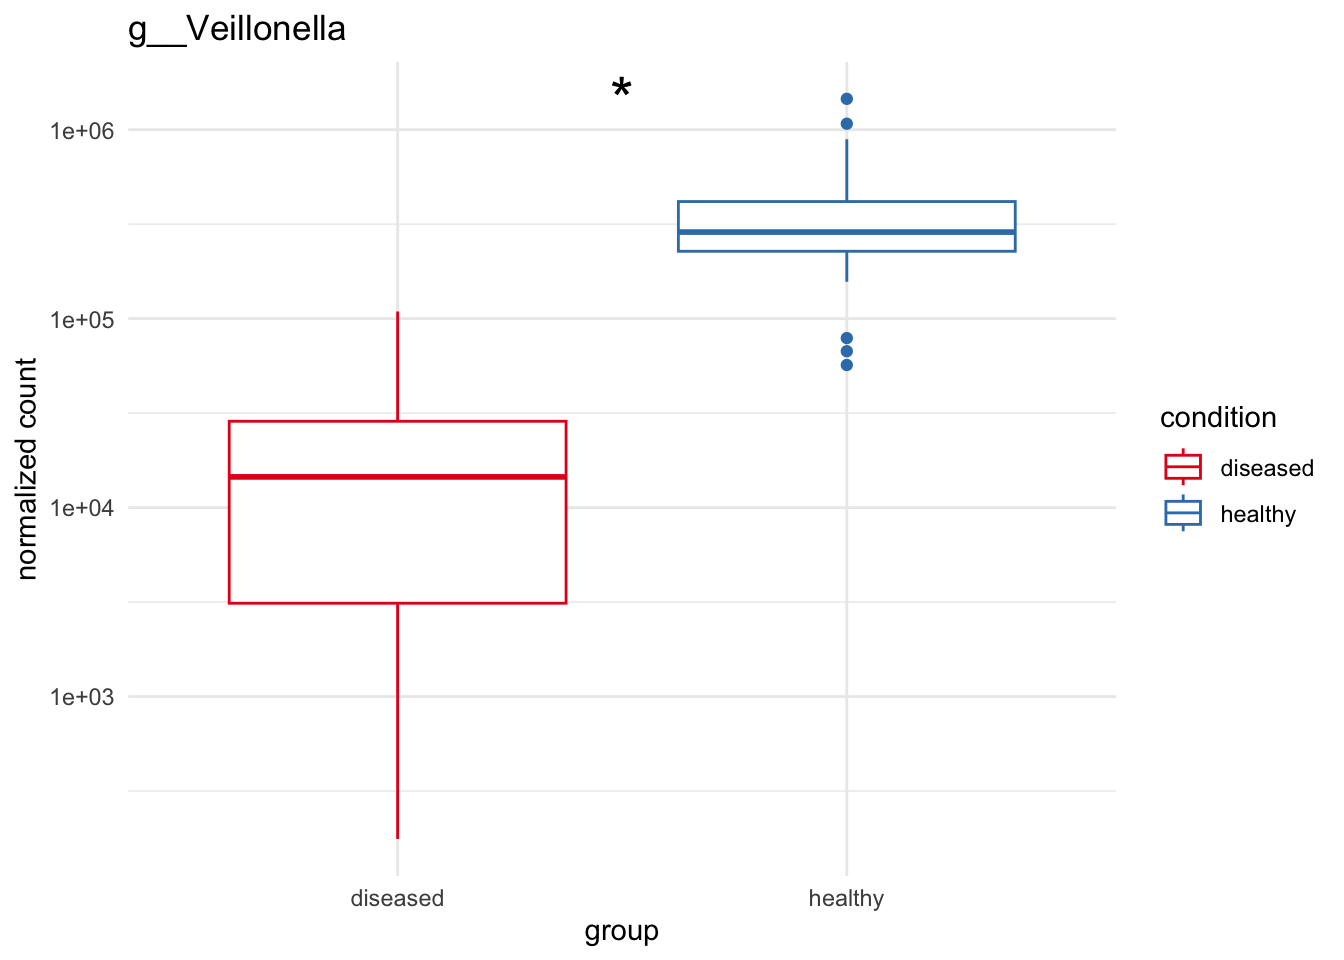 g__Veillonella
*
1e+06
1e+05
1e+04
1e+03
normalized count
diseased
healthy
group
condition
diseased
healthy